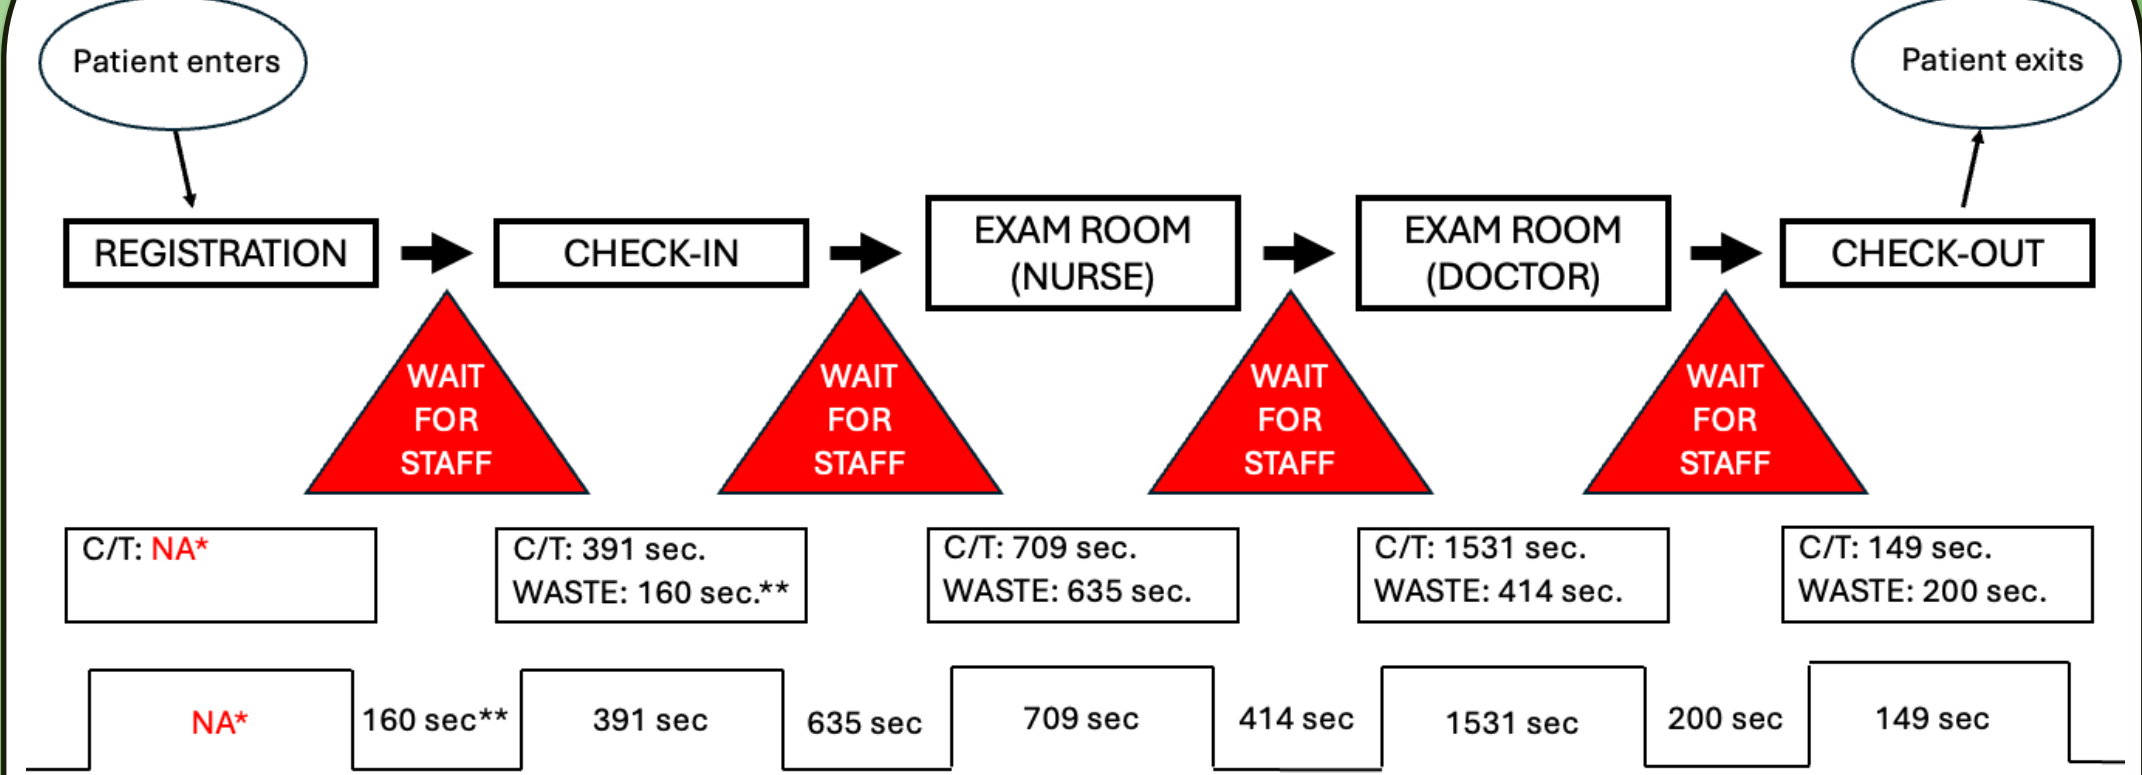 Patient enters
Patient exits
REGISTRATION
CHECK-IN
EXAM ROOM
(NURSE)
EXAM ROOM
(DOCTOR)
CHECK-OUT
WAIT
FOR
STAFF
WAIT
FOR
STAFF
WAIT
FOR
STAFF
WAIT
FOR
STAFF
C/T: NA*
C/T: 391 sec.
WASTE: 160 sec.**
C/T: 709 sec.
WASTE: 635 sec.
C/T: 1531 sec.
WASTE: 414 sec.
C/T: 149 sec.
WASTE: 200 sec.
NA*
160 sec**
391 sec
635 sec
709 sec
414 sec
1531 sec
200 sec
149 sec